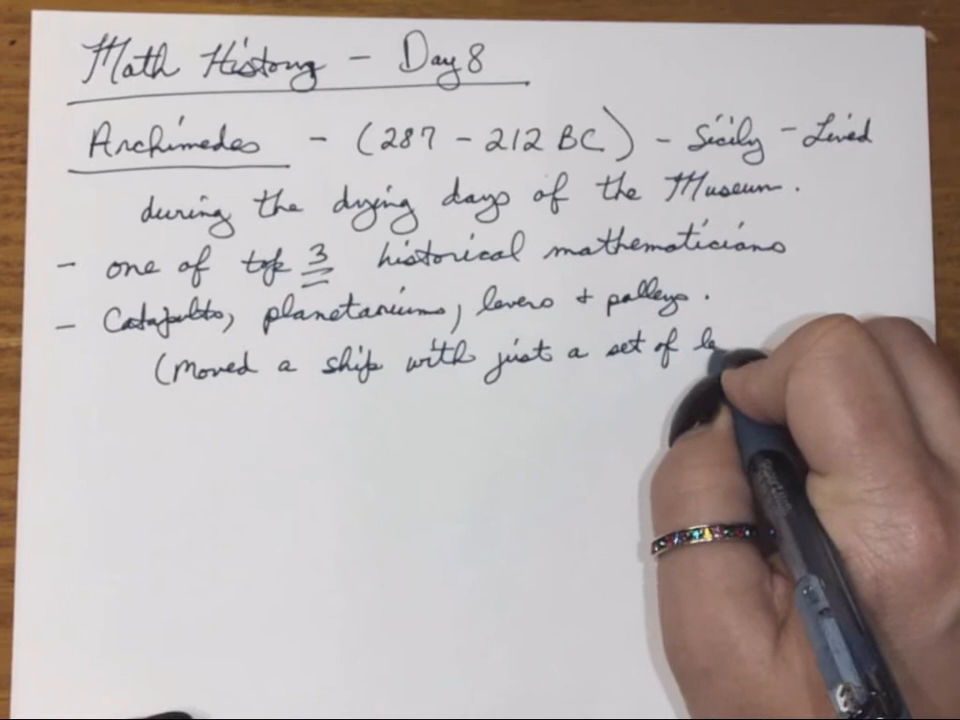 Math History - Day 8
Archimedes - (287 - 212 BC) - Sicily - Lived
during the dying days of the Museum.
- one of top 3 historical mathematicians
- Catapults, planetariums, levers + pulleys.
(Moved a ship with just a set of le